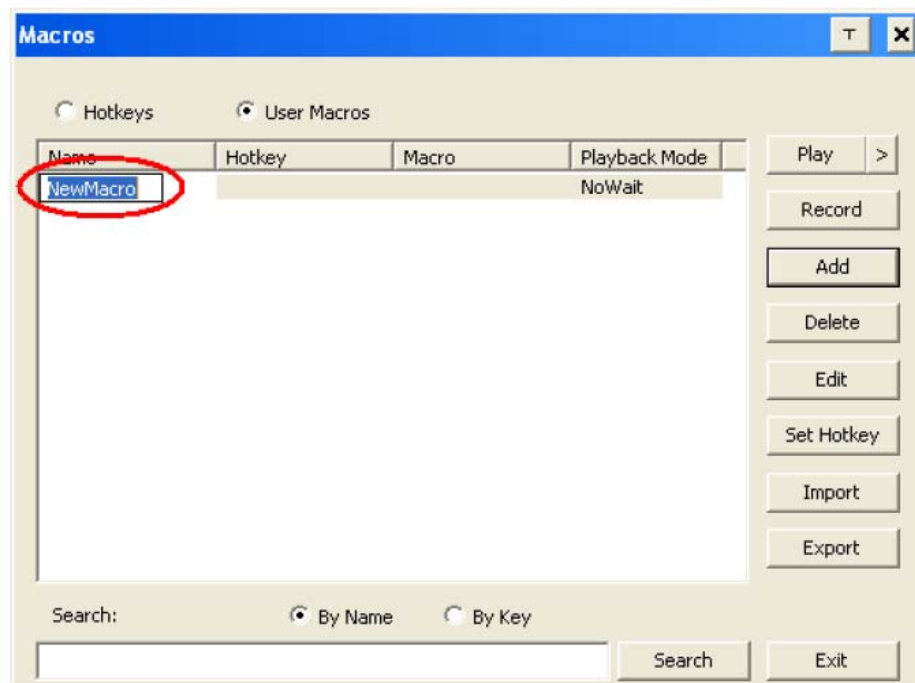 Macros
T
Hotkeys User Macros
Name Hotkey Macro Playback Mode
NewMacro NoWait
Play >
Record
Add
Delete
Edit
Set Hotkey
Import
Export
Search: By Name By Key
Search Exit